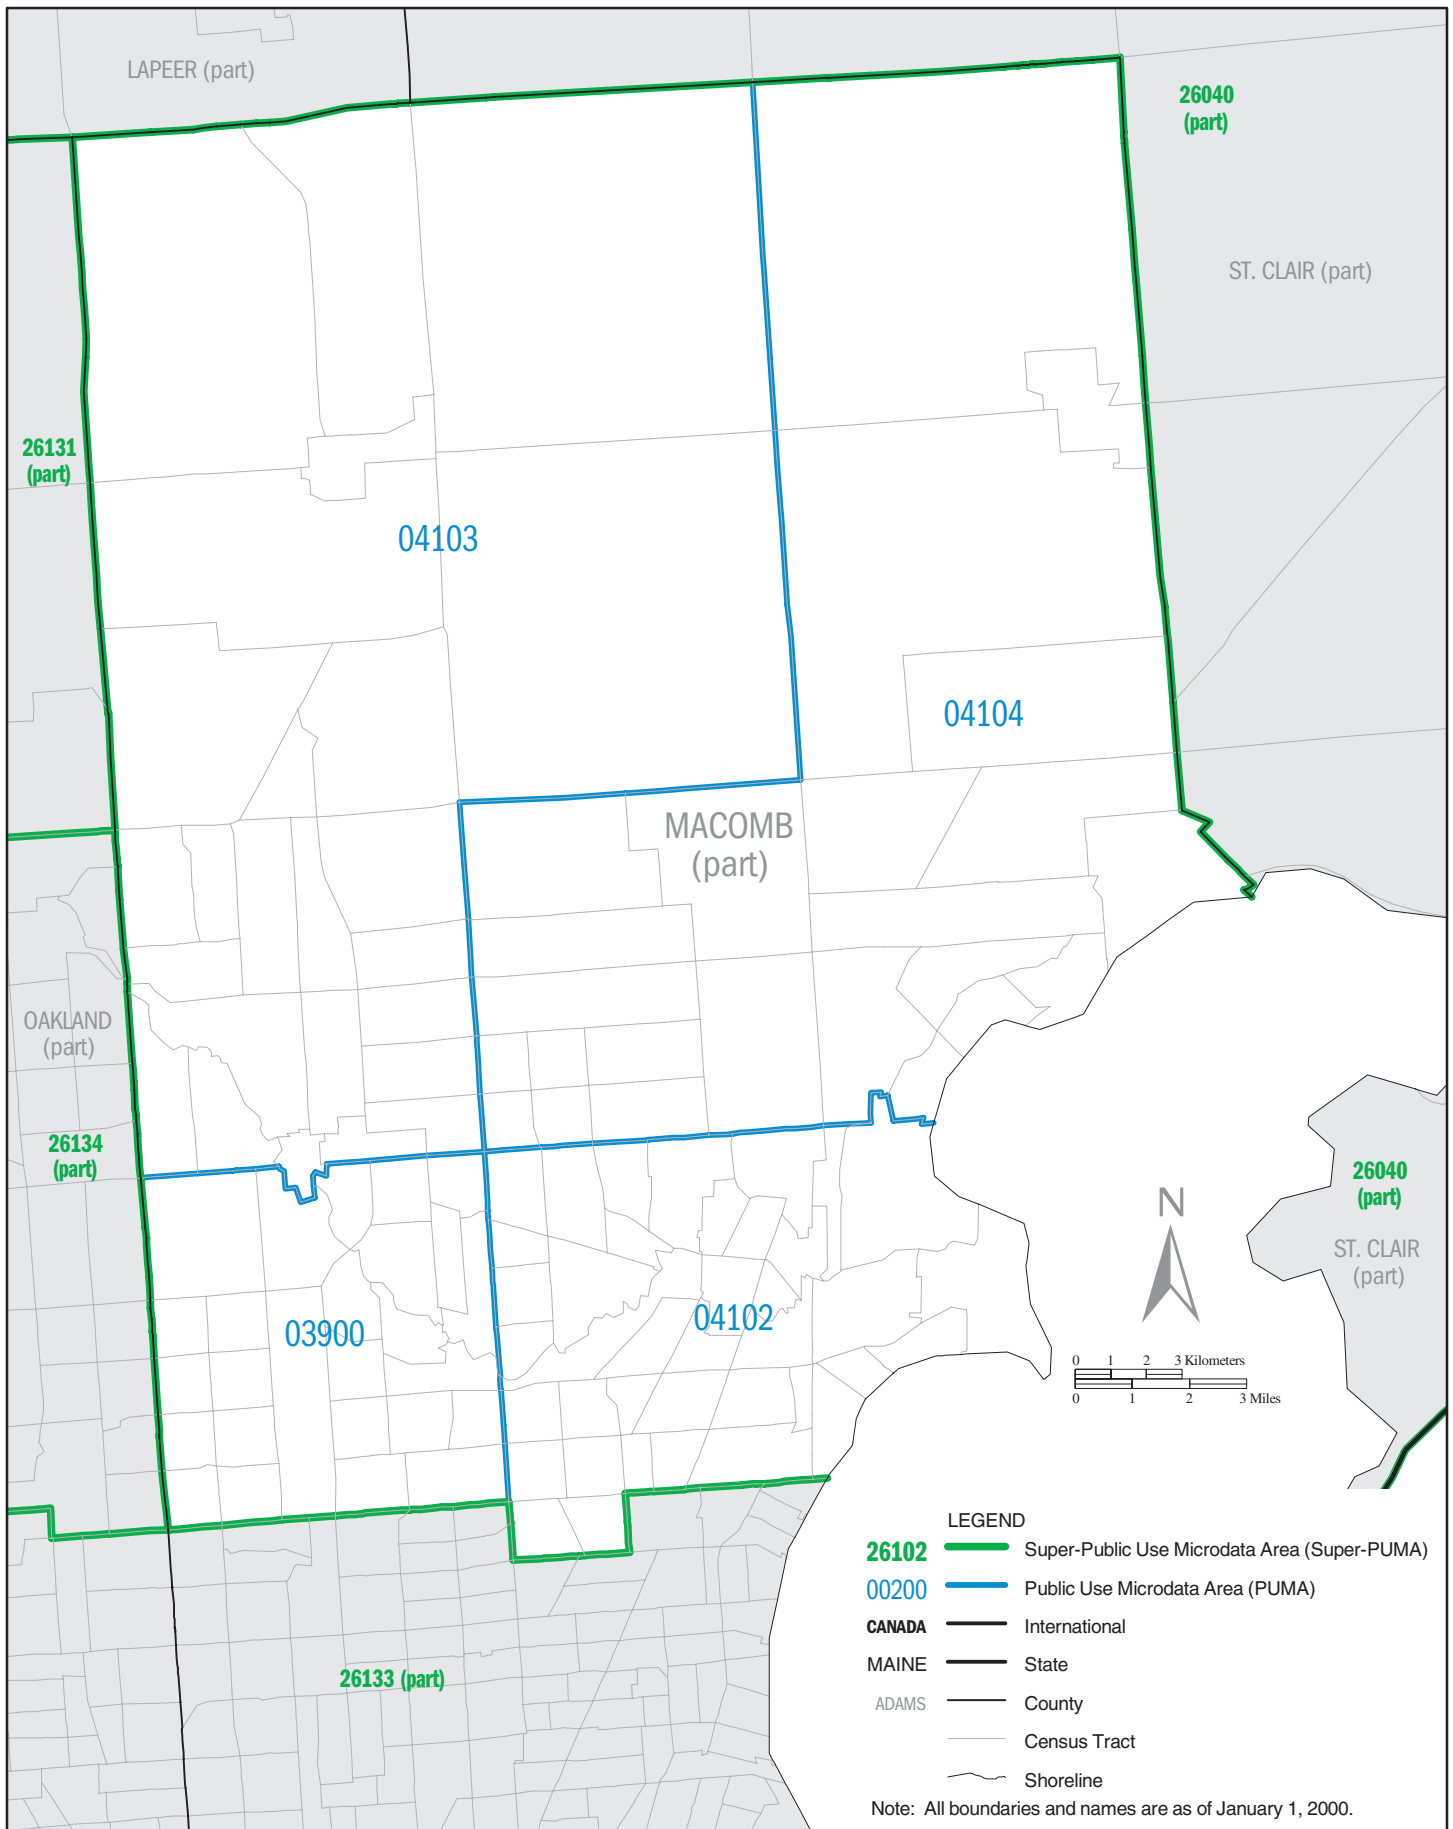 LAPEER (part)
26040
(part)
ST. CLAIR (part)
26131
(part)
04103
04104
MACOMB
(part)
OAKLAND
(part)
26134
(part)
26040
(part)
N
ST. CLAIR
(part)
03900
04102
0 1 2 3 Kilometers
0 1 2 3 Miles
LEGEND
26102 Super-Public Use Microdata Area (Super-PUMA)
00200 Public Use Microdata Area (PUMA)
CANADA International
MAINE State
ADAMS County
Census Tract
Shoreline
Note: All boundaries and names are as of January 1, 2000.
26133 (part)